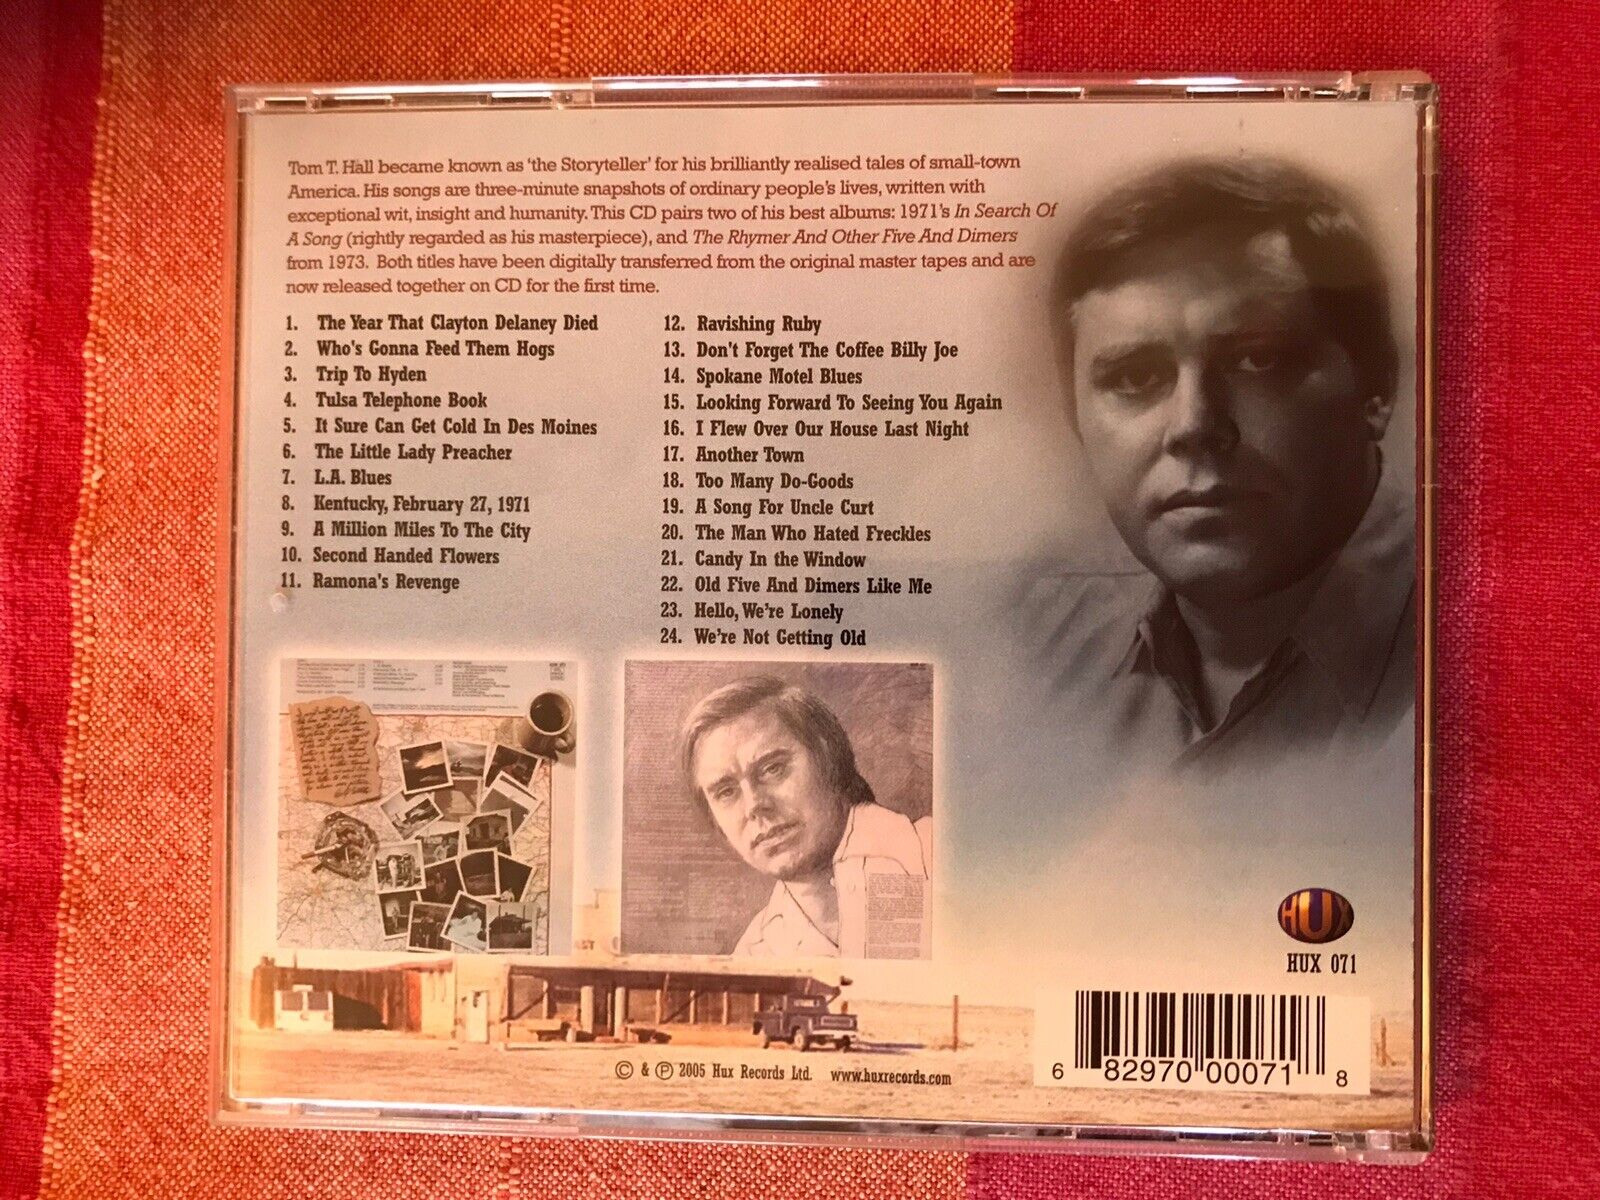 Tom T. Hall became known as 'the Storyteller' for his brilliantly realised tales of small-town
America. His songs are three-minute snapshots of ordinary people's lives, written with
exceptional wit, insight and humanity. This CD pairs two of his best albums: 1971's In Search Of
A Song (rightly regarded as his masterpiece), and The Rhymer And Other Five And Dimers
from 1973. Both titles have been digitally transferred from the original master tapes and are
now released together on CD for the first time.
1. The Year That Clayton Delaney Died
2. Who's Gonna Feed Them Hogs
3. Trip To Hyden
4. Tulsa Telephone Book
5. It Sure Can Get Cold In Des Moines
6. The Little Lady Preacher
7. L.A. Blues
8. Kentucky, February 27, 1971
9. A Million Miles To The City
10. Second Handed Flowers
11. Ramona's Revenge
12. Ravishing Ruby
13. Don't Forget The Coffee Billy Joe
14. Spokane Motel Blues
15. Looking Forward To Seeing You Again
16. I Flew Over Our House Last Night
17. Another Town
18. Too Many Do-Goods
19. A Song For Uncle Curt
20. The Man Who Hated Freckles
21. Candy In the Window
22. Old Five And Dimers Like Me
23. Hello, We're Lonely
24. We're Not Getting Old
HUX
HUX 071
© & ℗ 2005 Hux Records Ltd. www.huxrecords.com
6 82970 00071 8